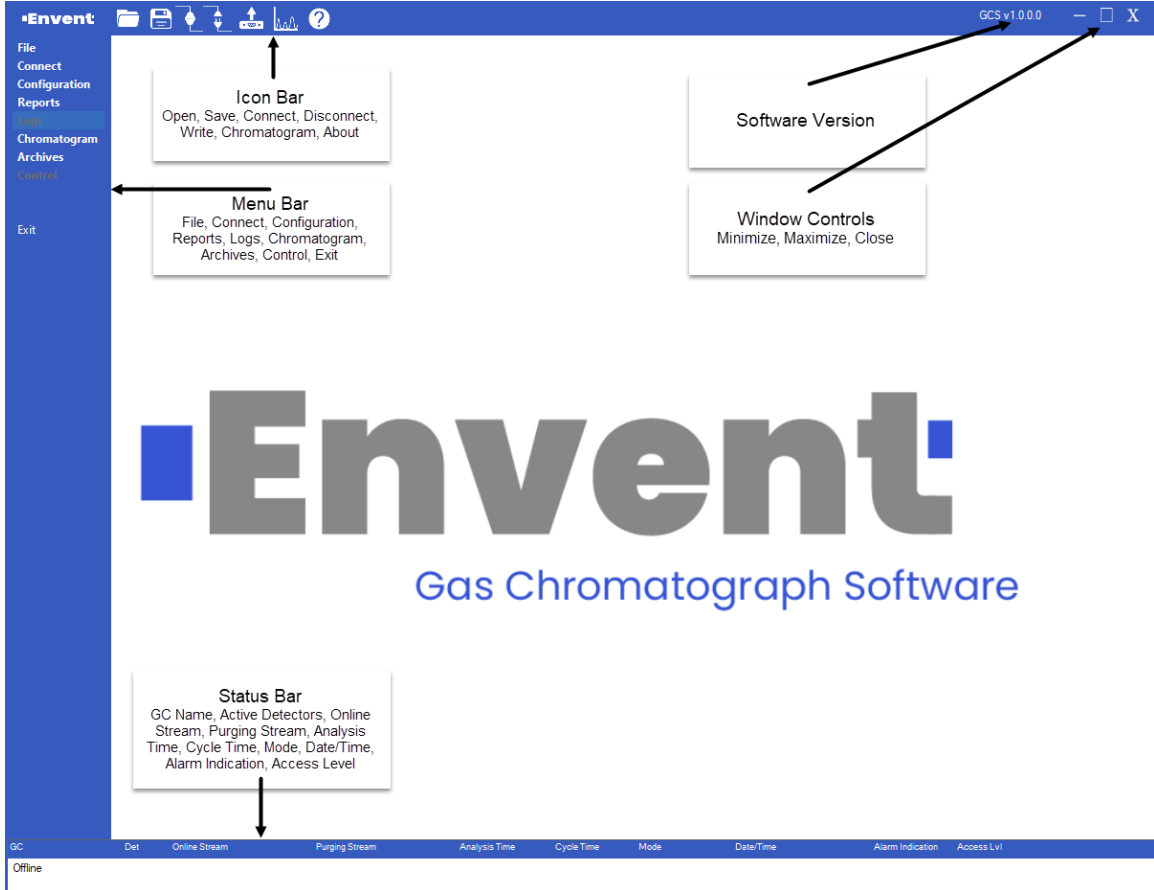 Envent
GCS v1.0.0.0
X
File
Connect
Configuration
Reports
Logs
Chromatogram
Archives
Control
Exit
Icon Bar
Open, Save, Connect, Disconnect,
Write, Chromatogram, About
Software Version
Menu Bar
File, Connect, Configuration,
Reports, Logs, Chromatogram,
Archives, Control, Exit
Window Controls
Minimize, Maximize, Close
Envent
Gas Chromatograph Software
Status Bar
GC Name, Active Detectors, Online
Stream, Purging Stream, Analysis
Time, Cycle Time, Mode, Date/Time,
Alarm Indication, Access Level
GC Det Online Stream Purging Stream Analysis Time Cycle Time Mode Date/Time Alarm Indication Access Lvl
Offline